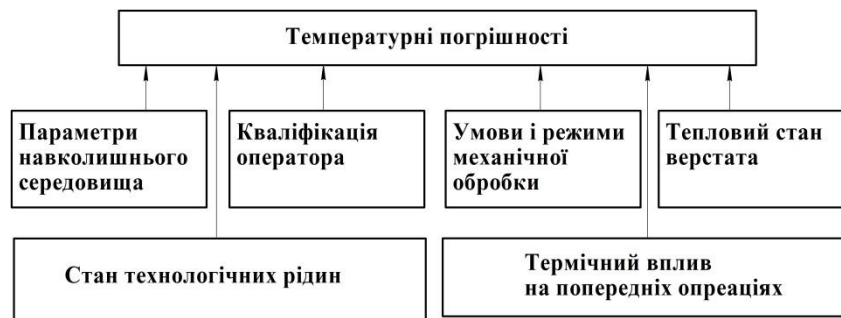 Температурні погрішності
Параметри
навколишнього
середовища
Кваліфікація
оператора
Умови і режими
механічної
обробки
Тепловий стан
верстата
Стан технологічних рідин
Термічний вплив
на попередніх опреаціях